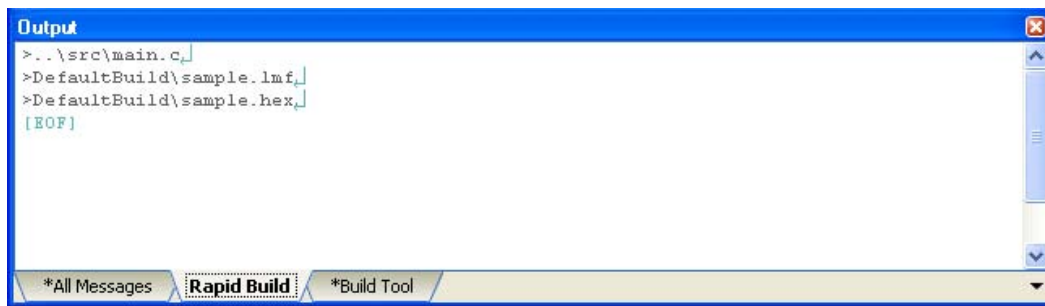 Output
>..\src\main.c
>DefaultBuild\sample.lmf
>DefaultBuild\sample.hex
[EOF]
*All Messages Rapid Build *Build Tool